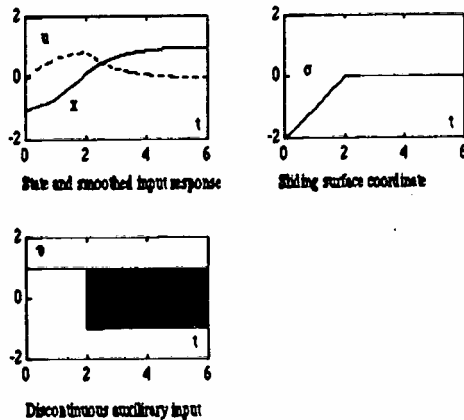 2
u
0
x
t
-2
0 2 4 6
State and smoothed input response
2
σ
0
t
-2
0 2 4 6
Sliding surface coordinate
2
v
0
t
-2
0 2 4 6
Discontinuous auxilirary input